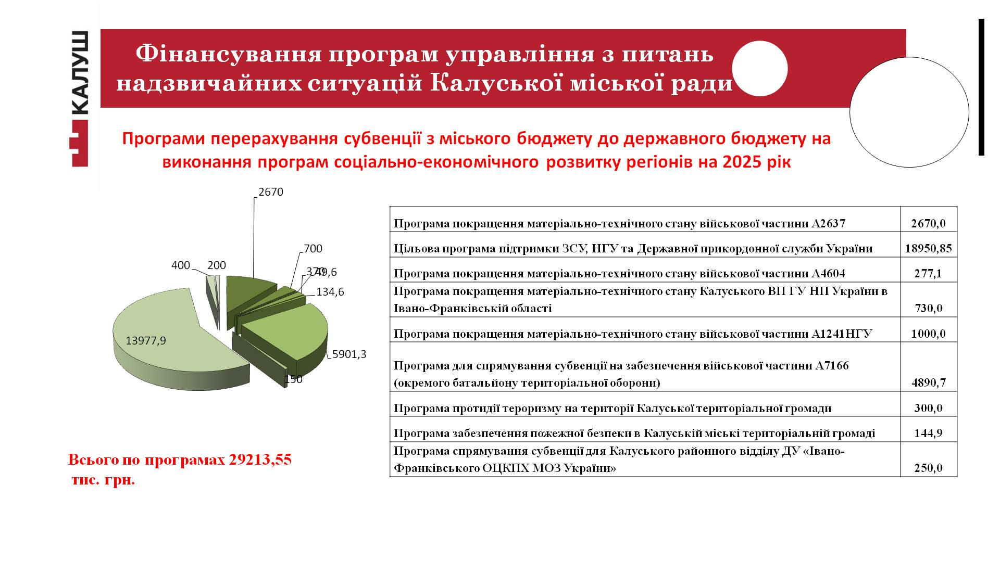 КАЛУШ
Фінансування програм управління з питань
надзвичайних ситуацій Калуської міської ради
Програми перерахування субвенції з міського бюджету до державного бюджету на
виконання програм соціально-економічного розвитку регіонів на 2025 рік
2670
700
400
200
370
49,6
134,6
13977,9
5901,3
150
Програма покращення матеріально-технічного стану військової частини А2637 2670,0
Цільова програма підтримки ЗСУ, НГУ та Державної прикордонної служби України 18950,85
Програма покращення матеріально-технічного стану військової частини А4604 277,1
Програма покращення матеріально-технічного стану Калуського ВП ГУ НП України в
Івано-Франківській області 730,0
Програма покращення матеріально-технічного стану військової частини А1241НГУ 1000,0
Програма для спрямування субвенції на забезпечення військової частини А7166
(окремого батальйону територіальної оборони) 4890,7
Програма протидії тероризму на території Калуської територіальної громади 300,0
Програма забезпечення пожежної безпеки в Калуській міські територіальній громаді 144,9
Програма спрямування субвенції для Калуського районного відділу ДУ «Івано-
Франківського ОЦКПХ МОЗ України» 250,0
Всього по програмах 29213,55
тис. грн.